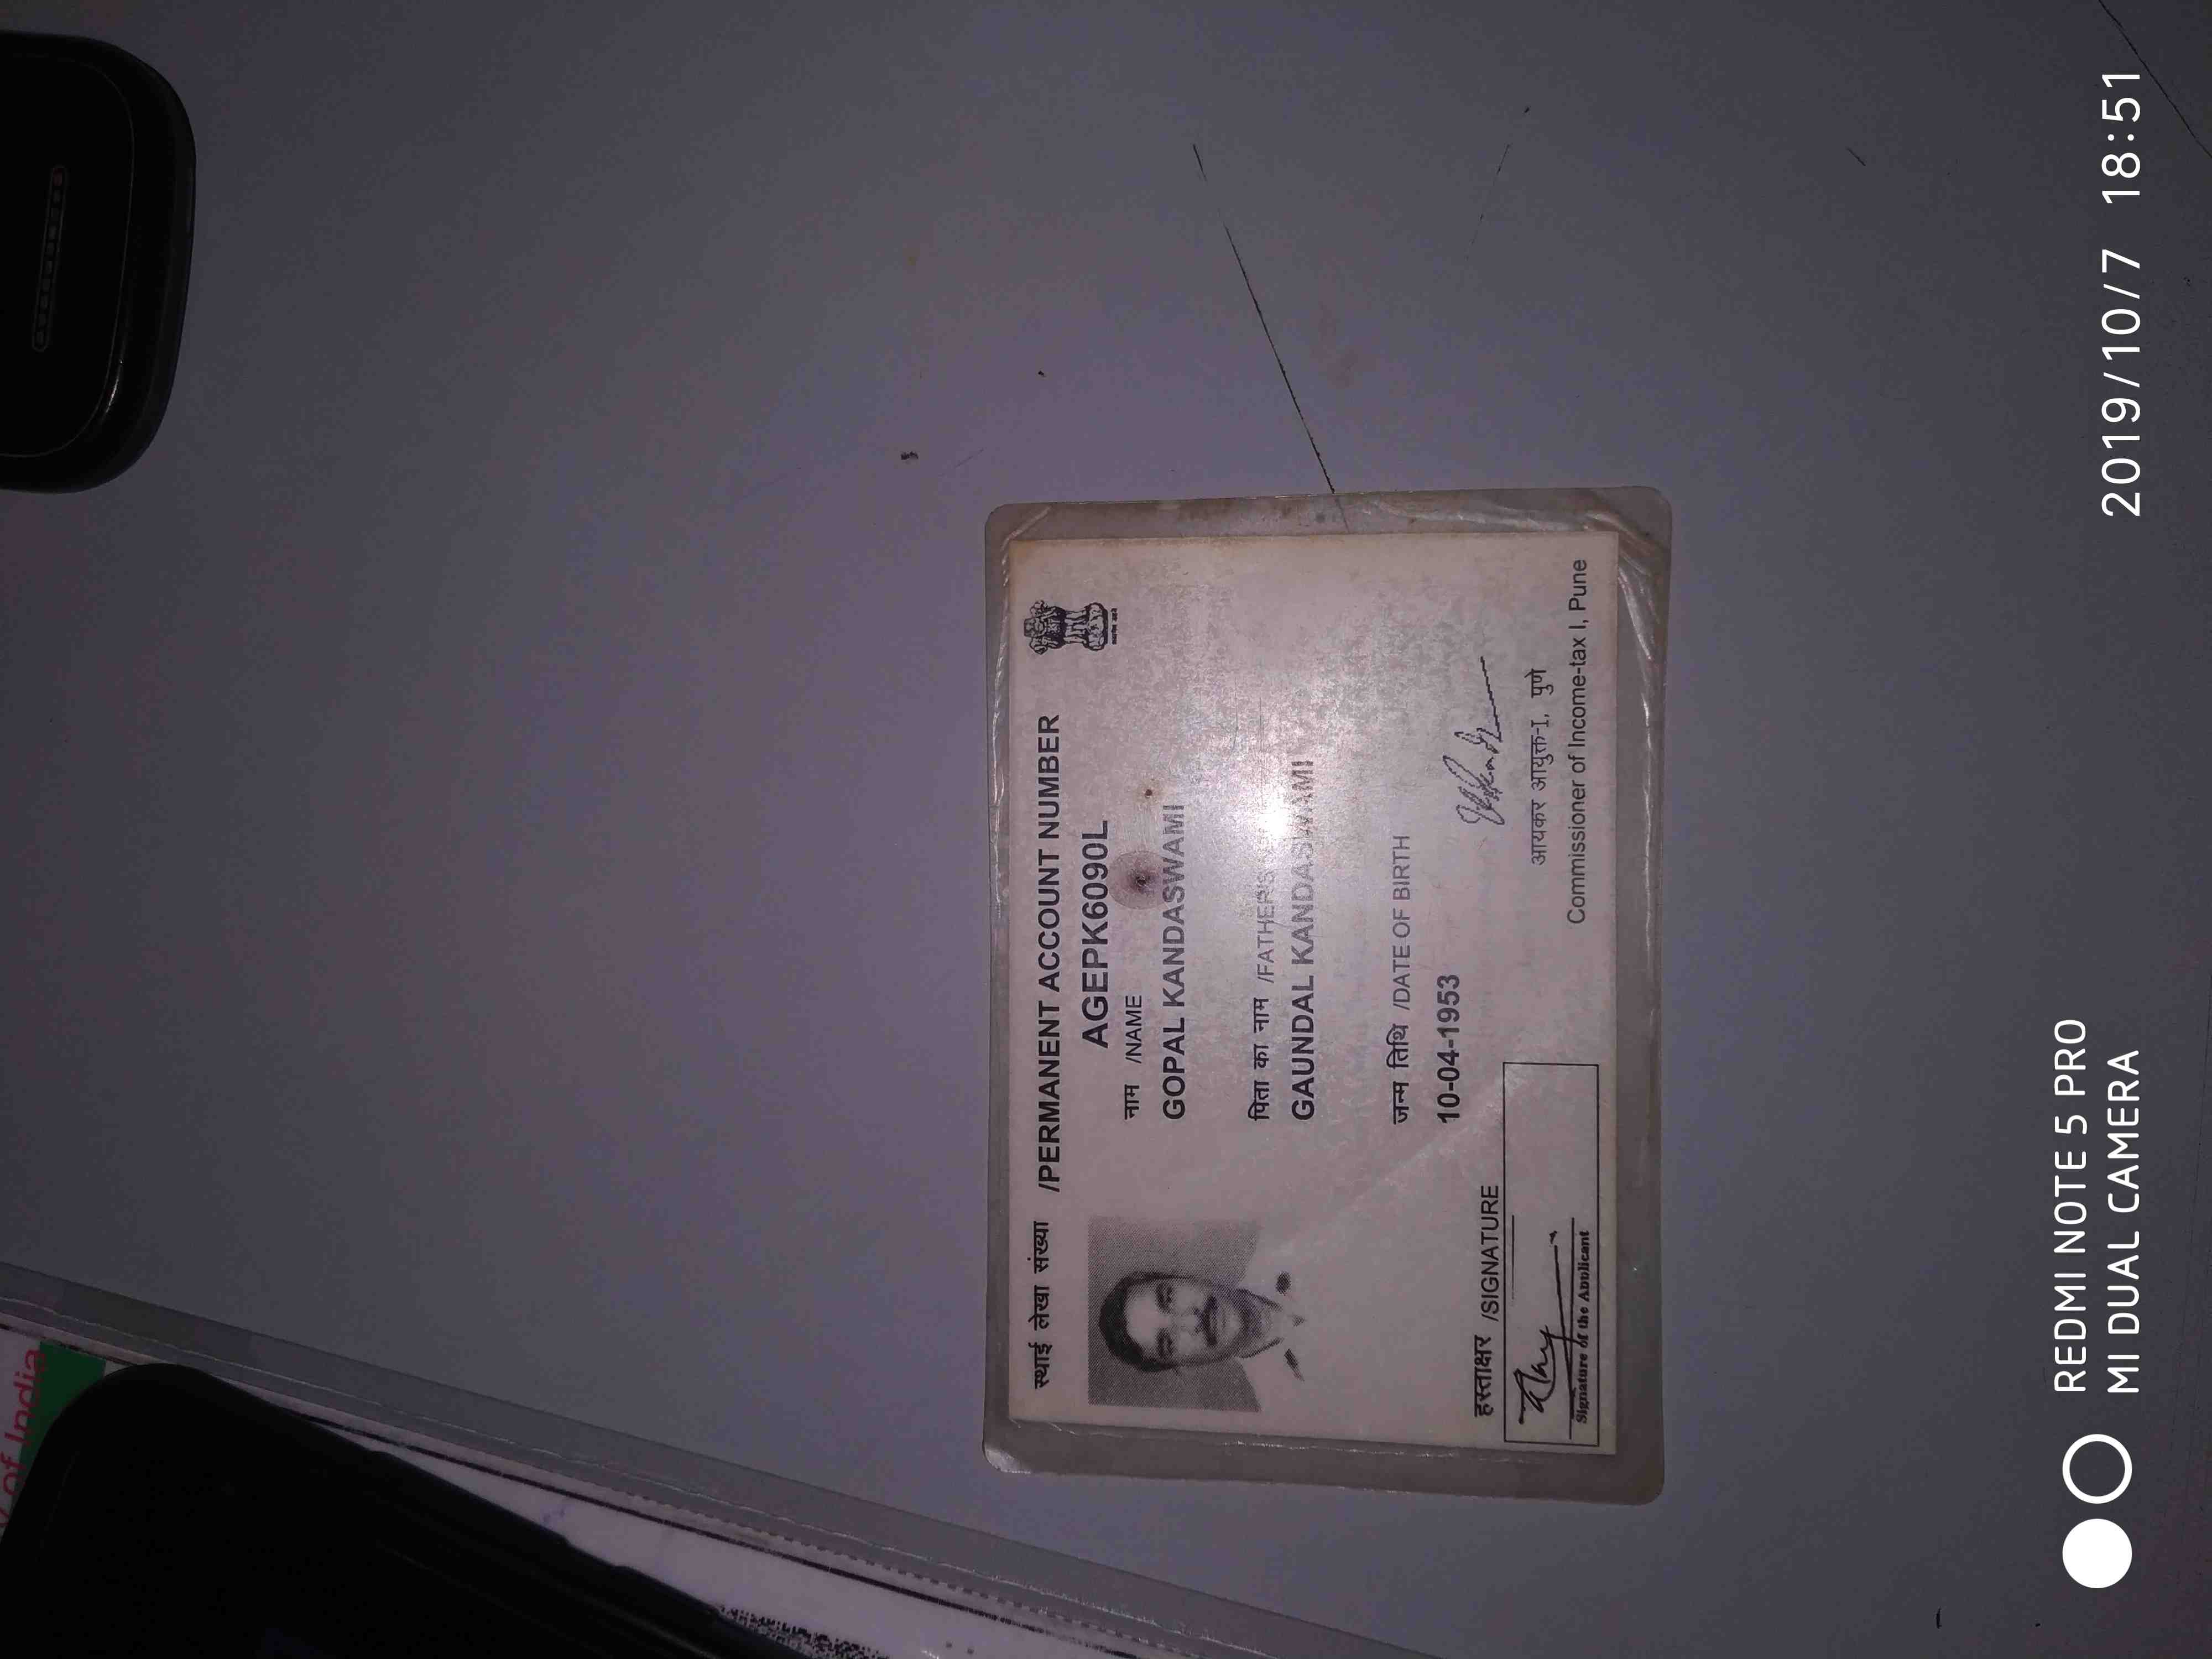 स्थाई लेखा संख्या /PERMANENT ACCOUNT NUMBER
AGEPK6090L
नाम /NAME
GOPAL KANDASWAMI
पिता का नाम /FATHER'S
GAUNDAL KANDASWAMI
जन्म तिथि /DATE OF BIRTH
10-04-1953
हस्ताक्षर /SIGNATURE
Signature of the Applicant
आयकर आयुक्त-I, पुणे
Commissioner of Income-tax I, Pune
of India
REDMI NOTE 5 PRO
MI DUAL CAMERA
2019/10/7 18:51